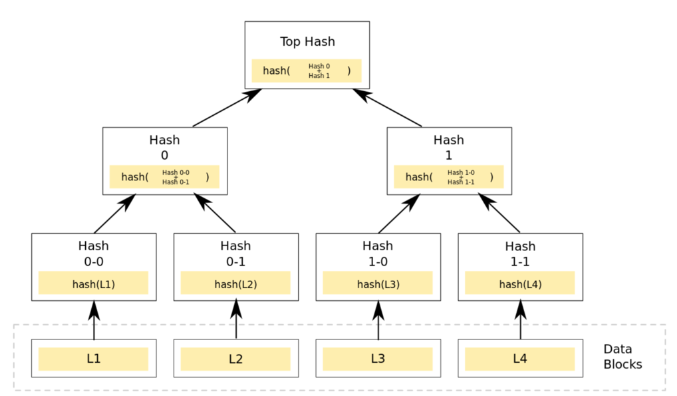 Top Hash
hash( Hash 0 + Hash 1 )
Hash
0
hash( Hash 0-0 + Hash 0-1 )
Hash
1
hash( Hash 1-0 + Hash 1-1 )
Hash
0-0
hash(L1)
Hash
0-1
hash(L2)
Hash
1-0
hash(L3)
Hash
1-1
hash(L4)
L1
L2
L3
L4
Data
Blocks